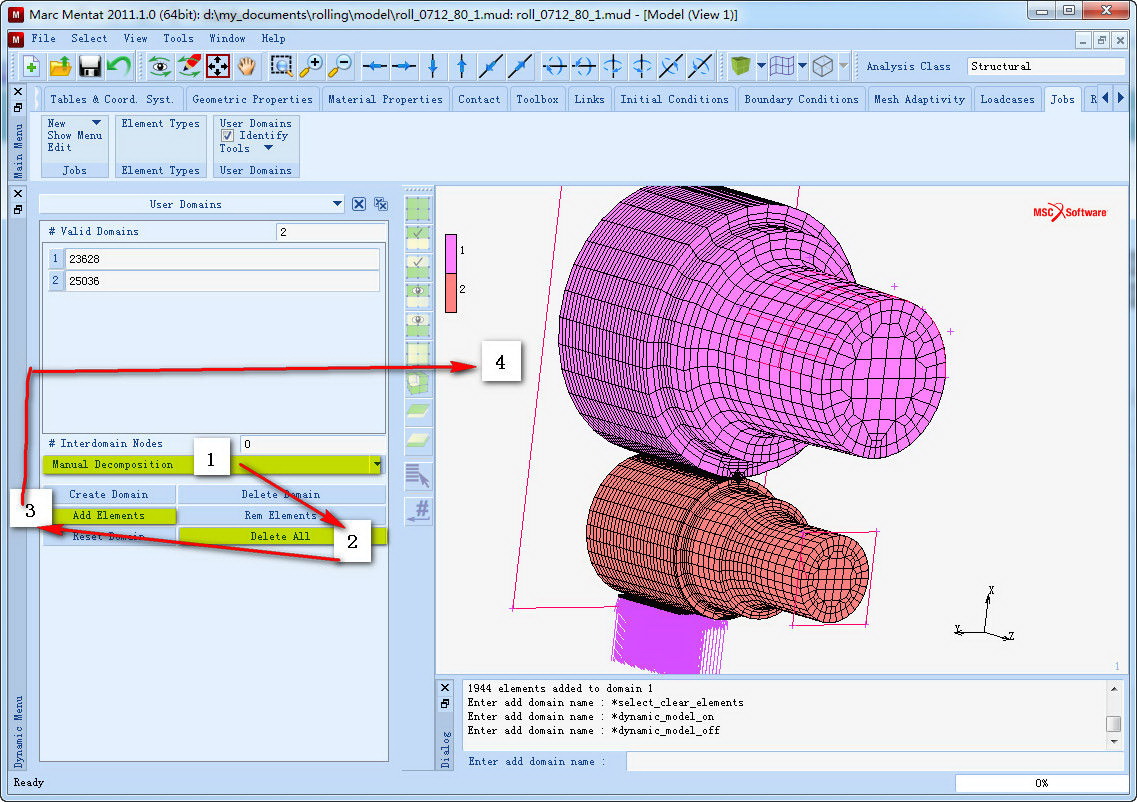 Marc Mentat 2011.1.0 (64bit): d:\my_documents\rolling\model\roll_0712_80_1.mud: roll_0712_80_1.mud - [Model (View 1)]
File Select View Tools Window Help
Analysis Class Structural
Tables & Coord. Syst. Geometric Properties Material Properties Contact Toolbox Links Initial Conditions Boundary Conditions Mesh Adaptivity Loadcases Jobs R
Main Menu
New
Show Menu
Edit
Jobs
Element Types
Element Types
User Domains
Identify
Tools
User Domains
User Domains
# Valid Domains 2
1 23628
2 25036
# Interdomain Nodes 0
Manual Decomposition
Create Domain Delete Domain
Add Elements Rem Elements
Reset Domain Delete All
1
2
3
4
Dynamic Menu
1
2
MSC Software
X
Y
Z
1
Dialog
1944 elements added to domain 1
Enter add domain name : *select_clear_elements
Enter add domain name : *dynamic_model_on
Enter add domain name : *dynamic_model_off
Enter add domain name :
Ready 0%